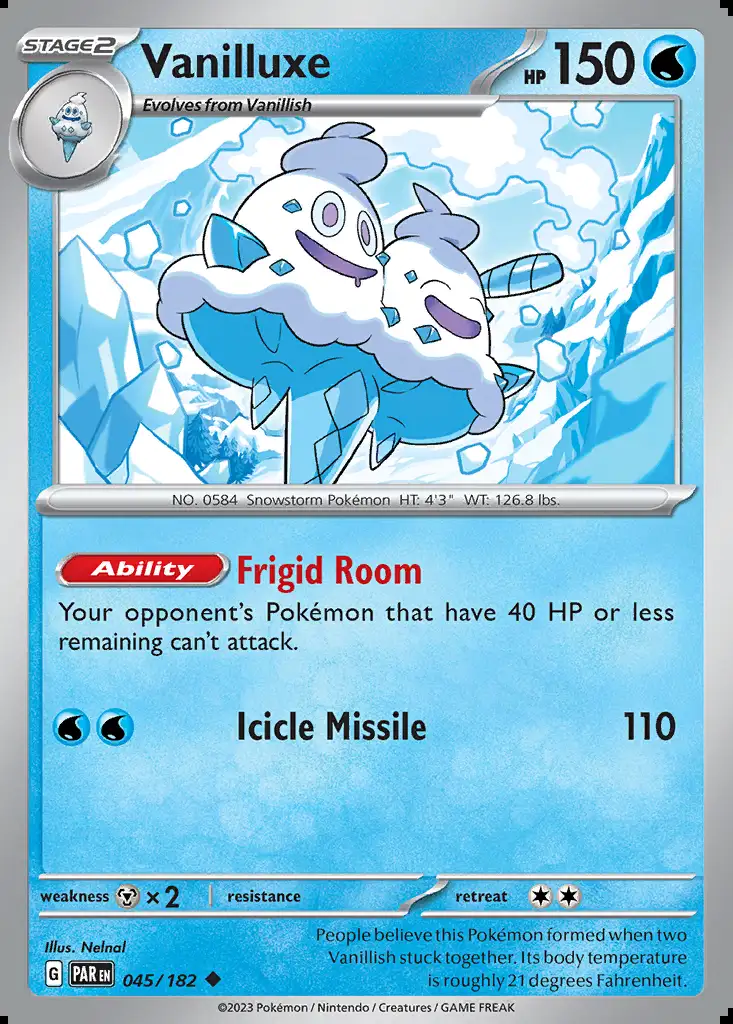 STAGE2
Vanilluxe
HP 150
Evolves from Vanillish
NO. 0584 Snowstorm Pokémon HT: 4'3" WT: 126.8 lbs.
Ability Frigid Room
Your opponent's Pokémon that have 40 HP or less
remaining can't attack.
Icicle Missile 110
weakness ×2 resistance retreat
Illus. Nelnal
People believe this Pokémon formed when two
Vanillish stuck together. Its body temperature
is roughly 21 degrees Fahrenheit.
G PAR EN 045/182
©2023 Pokémon / Nintendo / Creatures / GAME FREAK